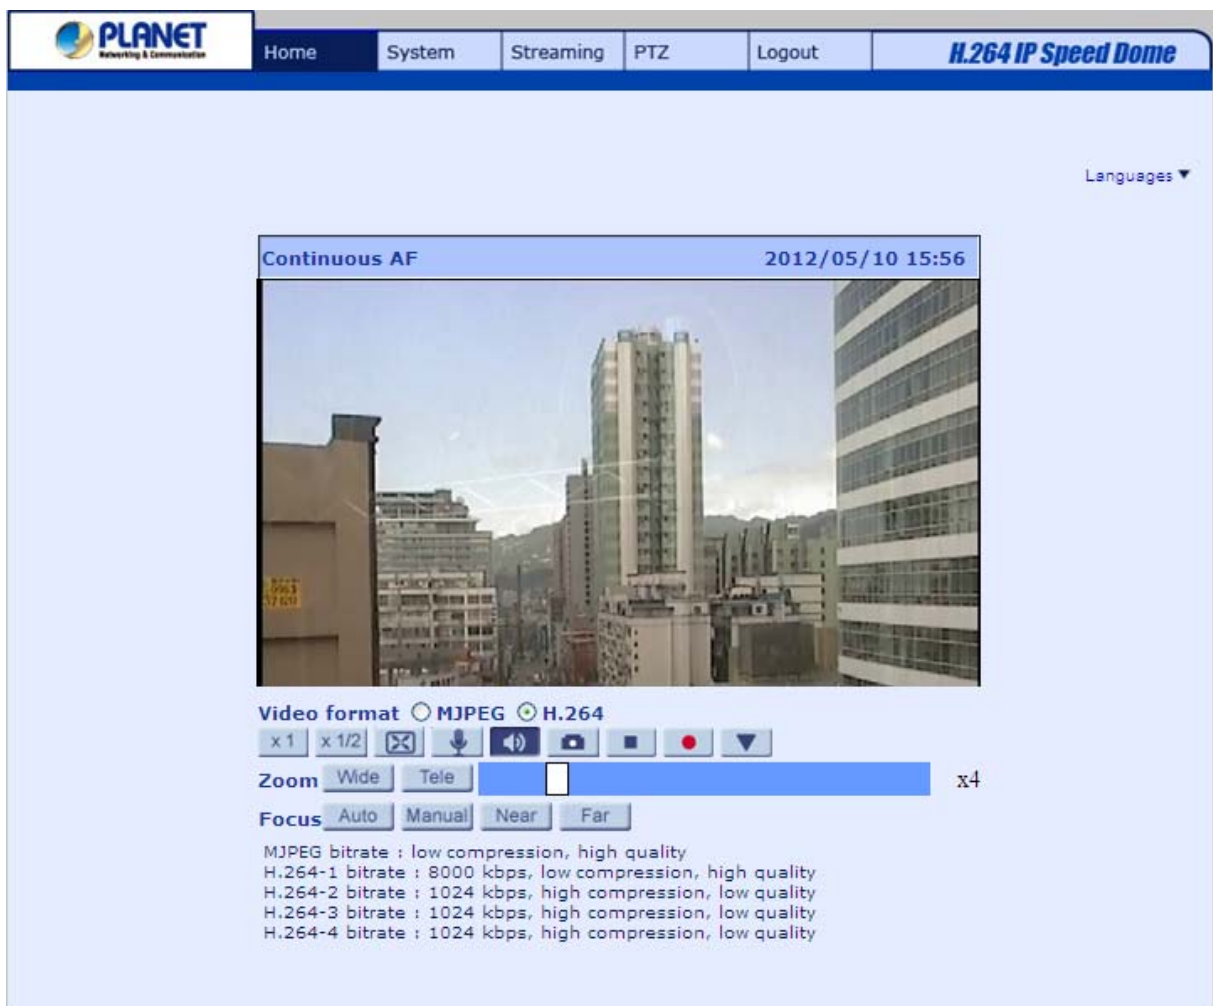 PLANET
Networking & Communication
Home System Streaming PTZ Logout H.264 IP Speed Dome
Languages ▼
Continuous AF 2012/05/10 15:56
Video format MJPEG H.264
x 1 x 1/2
Zoom Wide Tele x4
Focus Auto Manual Near Far
MJPEG bitrate : low compression, high quality
H.264-1 bitrate : 8000 kbps, low compression, high quality
H.264-2 bitrate : 1024 kbps, high compression, low quality
H.264-3 bitrate : 1024 kbps, high compression, low quality
H.264-4 bitrate : 1024 kbps, high compression, low quality